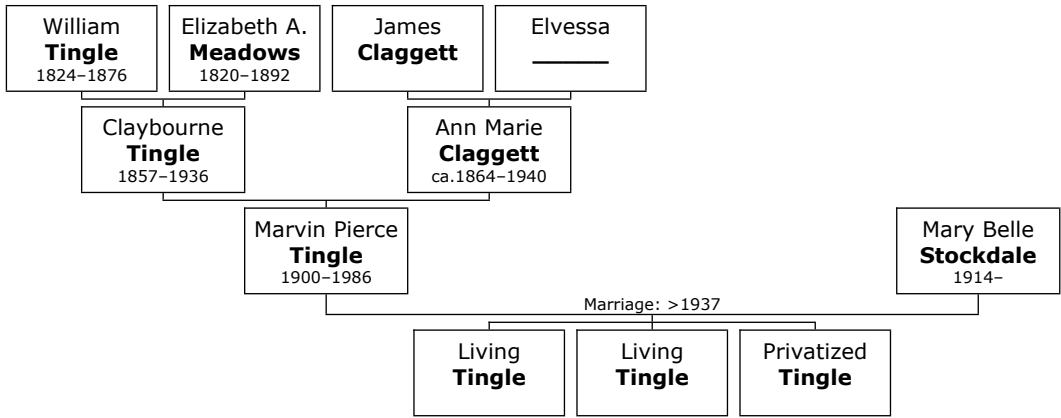 William
Tingle
1824–1876
Elizabeth A.
Meadows
1820–1892
James
Claggett
Elvessa
______
Claybourne
Tingle
1857–1936
Ann Marie
Claggett
ca.1864–1940
Marvin Pierce
Tingle
1900–1986
Mary Belle
Stockdale
1914–
Marriage: >1937
Living
Tingle
Living
Tingle
Privatized
Tingle